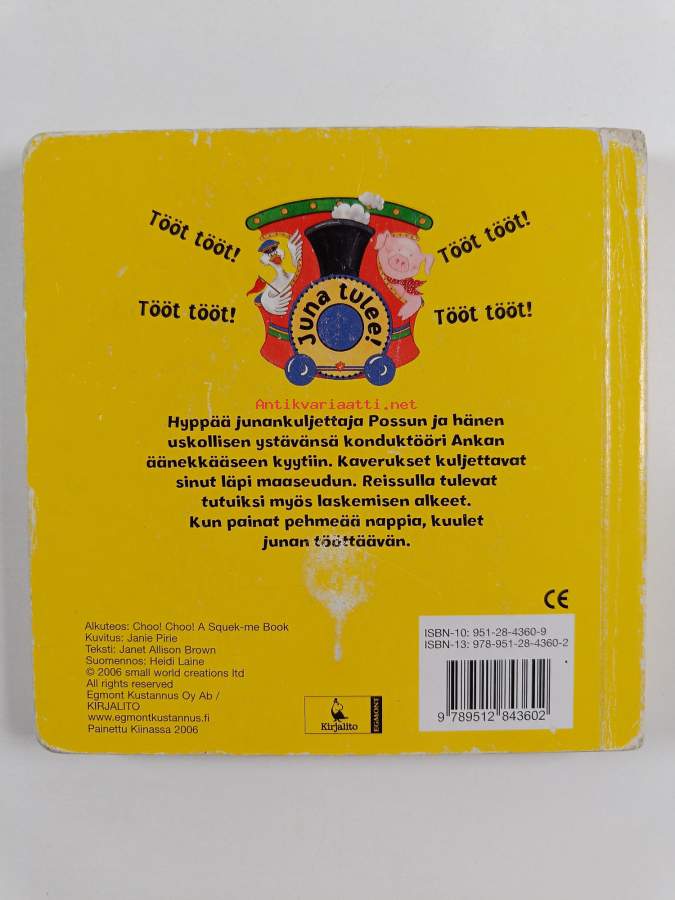 Tööt tööt!
Tööt tööt!
Tööt tööt!
Tööt tööt!
Juna tulee!
Antikvariaatti.net
Hyppää junankuljettaja Possun ja hänen
uskollisen ystävänsä konduktööri Ankan
äänekkääseen kyytiin. Kaverukset kuljettavat
sinut läpi maaseudun. Reissulla tulevat
tutuiksi myös laskemisen alkeet.
Kun painat pehmeää nappia, kuulet
junan tööttäävän.
CE
Alkuteos: Choo! Choo! A Squek-me Book
Kuvitus: Janie Pirie
Teksti: Janet Allison Brown
Suomennos: Heidi Laine
© 2006 small world creations ltd
All rights reserved
Egmont Kustannus Oy Ab /
KIRJALITO
www.egmontkustannus.fi
Painettu Kiinassa 2006
Kirjalito
EGMONT
ISBN-10: 951-28-4360-9
ISBN-13: 978-951-28-4360-2
9 789512 843602